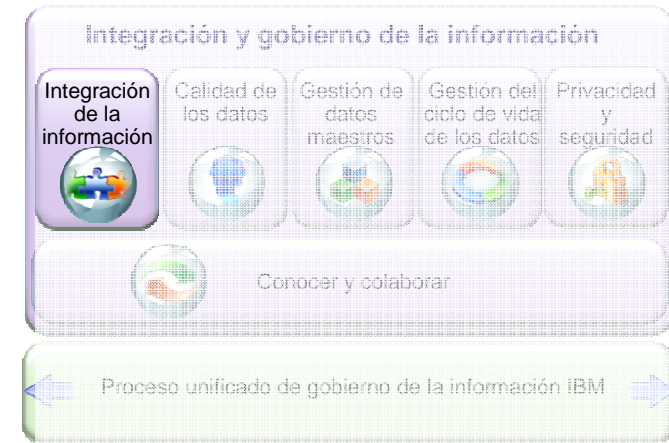 Integración y gobierno de la información
Integración
de la
información
Calidad de
los datos
Gestión de
datos
maestros
Gestión del
ciclo de vida
de los datos
Privacidad
y
seguridad
Conocer y colaborar
Proceso unificado de gobierno de la información IBM